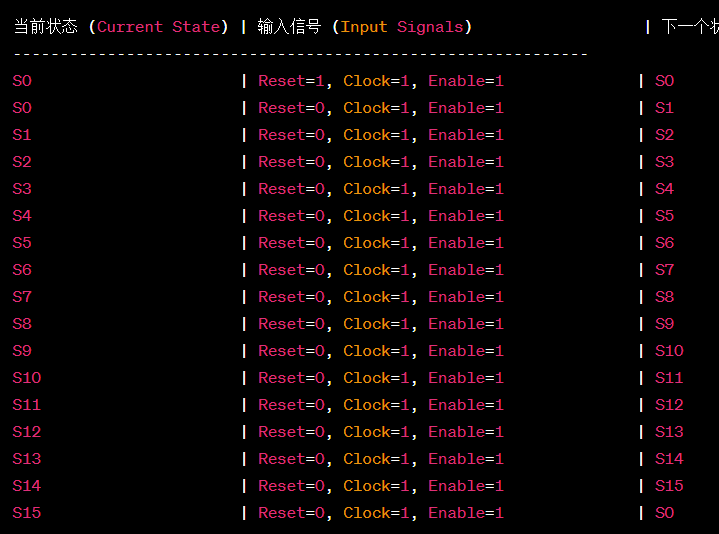 当前状态 (Current State) | 输入信号 (Input Signals) | 下一个
------------------------------------------------------------
S0 | Reset=1, Clock=1, Enable=1 | S0
S0 | Reset=0, Clock=1, Enable=1 | S1
S1 | Reset=0, Clock=1, Enable=1 | S2
S2 | Reset=0, Clock=1, Enable=1 | S3
S3 | Reset=0, Clock=1, Enable=1 | S4
S4 | Reset=0, Clock=1, Enable=1 | S5
S5 | Reset=0, Clock=1, Enable=1 | S6
S6 | Reset=0, Clock=1, Enable=1 | S7
S7 | Reset=0, Clock=1, Enable=1 | S8
S8 | Reset=0, Clock=1, Enable=1 | S9
S9 | Reset=0, Clock=1, Enable=1 | S10
S10 | Reset=0, Clock=1, Enable=1 | S11
S11 | Reset=0, Clock=1, Enable=1 | S12
S12 | Reset=0, Clock=1, Enable=1 | S13
S13 | Reset=0, Clock=1, Enable=1 | S14
S14 | Reset=0, Clock=1, Enable=1 | S15
S15 | Reset=0, Clock=1, Enable=1 | S0